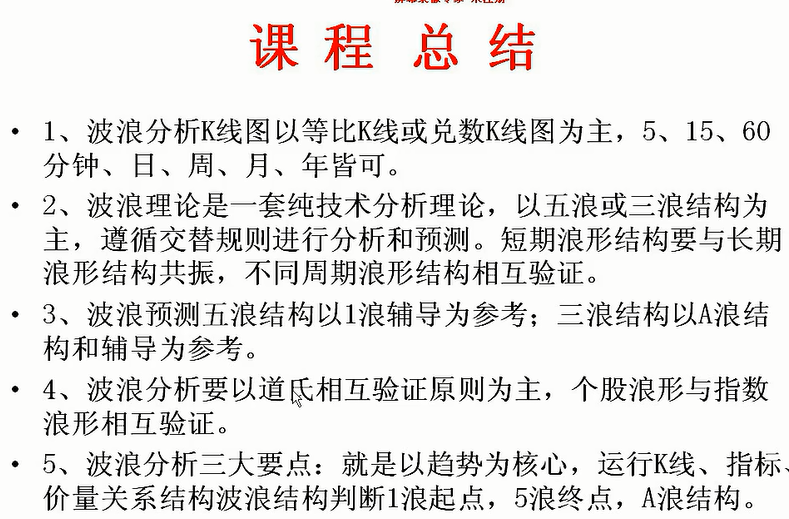 课 程 总 结
• 1、波浪分析K线图以等比K线或兑数K线图为主，5、15、60
分钟、日、周、月、年皆可。
• 2、波浪理论是一套纯技术分析理论，以五浪或三浪结构为
主，遵循交替规则进行分析和预测。短期浪形结构要与长期
浪形结构共振，不同周期浪形结构相互验证。
• 3、波浪预测五浪结构以1浪辅导为参考；三浪结构以A浪结
构和辅导为参考。
• 4、波浪分析要以道氏相互验证原则为主，个股浪形与指数
浪形相互验证。
• 5、波浪分析三大要点：就是以趋势为核心，运行K线、指标、
价量关系结构波浪结构判断1浪起点，5浪终点，A浪结构。